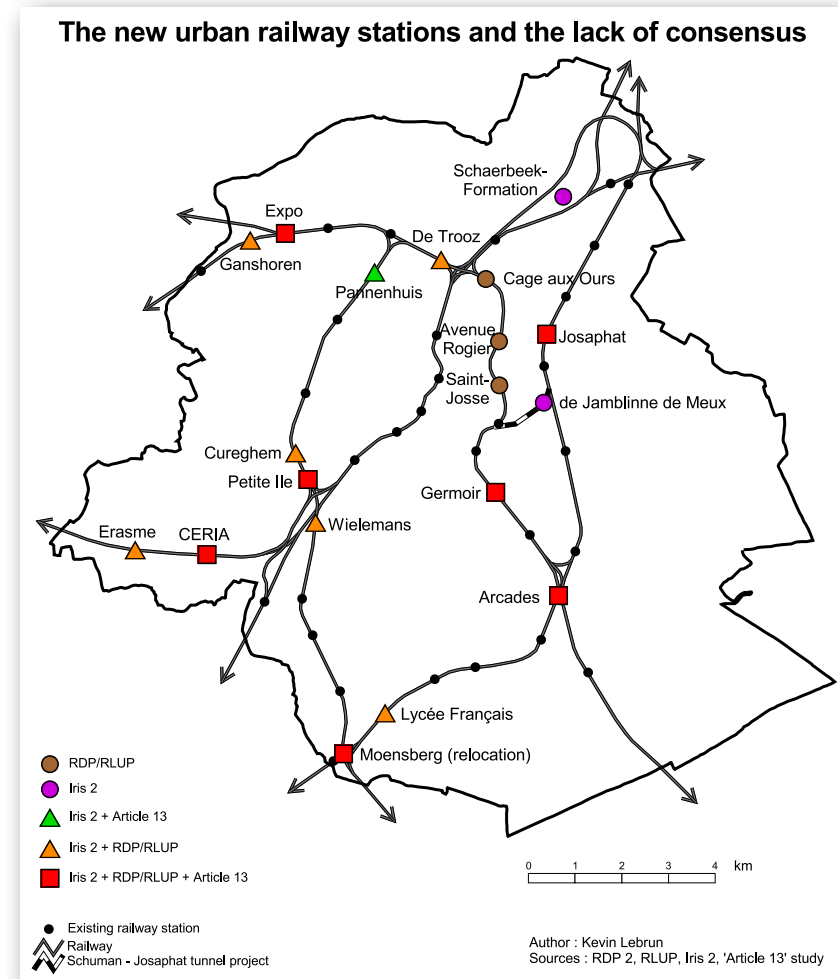 The new urban railway stations and the lack of consensus
Schaerbeek-
Formation
Expo
De Trooz
Ganshoren
Cage aux Ours
Pannenhuis
Avenue
Rogier
Josaphat
Saint-
Josse
de Jamblinne de Meux
Cureghem
Petite Ile
Germoir
Wielemans
Erasme
CERIA
Arcades
Lycée Français
Moensberg (relocation)
RDP/RLUP
Iris 2
Iris 2 + Article 13
Iris 2 + RDP/RLUP
Iris 2 + RDP/RLUP + Article 13
0 1 2 3 4 km
Existing railway station
Railway
Schuman - Josaphat tunnel project
Author : Kevin Lebrun
Sources : RDP 2, RLUP, Iris 2, 'Article 13' study